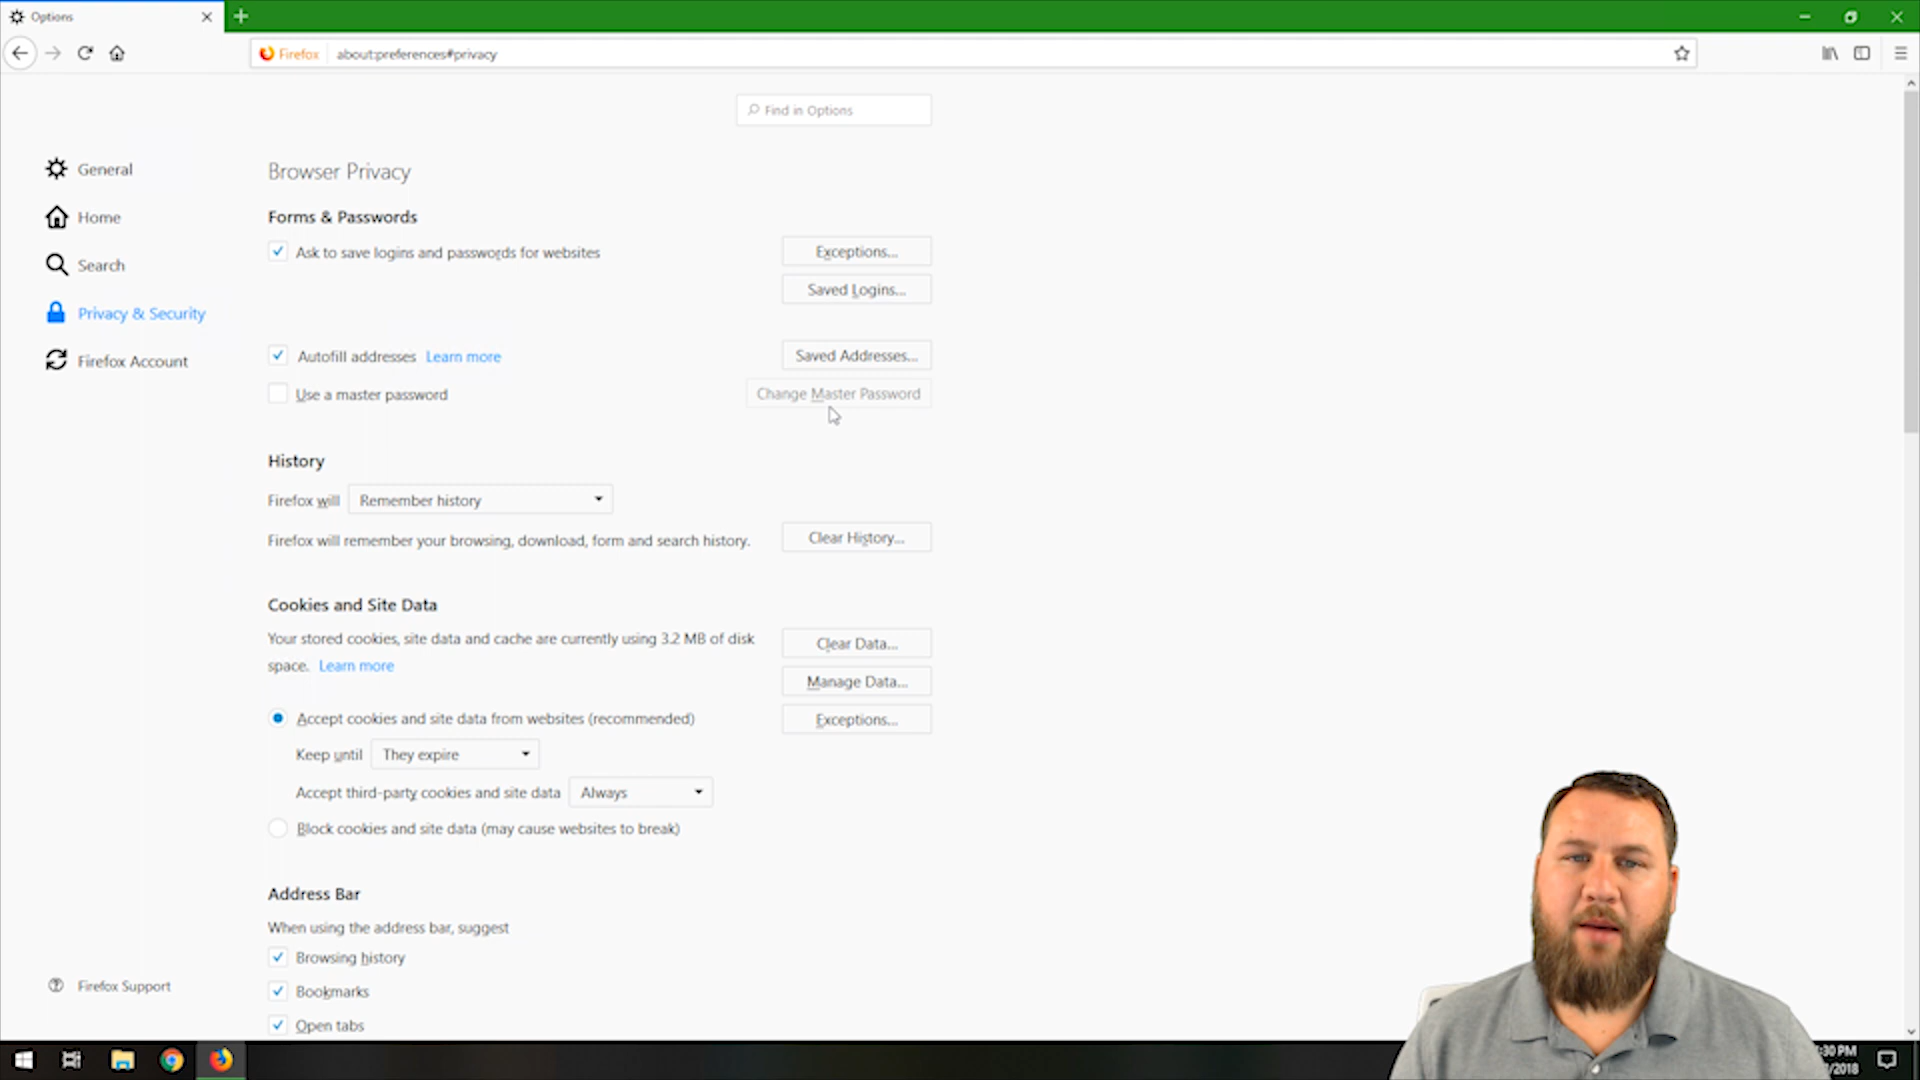 Options
Firefox about:preferences#privacy
Find in Options
General
Home
Search
Privacy & Security
Firefox Account
Firefox Support
Browser Privacy
Forms & Passwords
Ask to save logins and passwords for websites
Exceptions...
Saved Logins...
Autofill addresses Learn more
Saved Addresses...
Use a master password
Change Master Password
History
Firefox will Remember history
Firefox will remember your browsing, download, form and search history.
Clear History...
Cookies and Site Data
Your stored cookies, site data and cache are currently using 3.2 MB of disk
space. Learn more
Clear Data...
Manage Data...
Accept cookies and site data from websites (recommended)
Exceptions...
Keep until They expire
Accept third-party cookies and site data Always
Block cookies and site data (may cause websites to break)
Address Bar
When using the address bar, suggest
Browsing history
Bookmarks
Open tabs
:30 PM
/2018